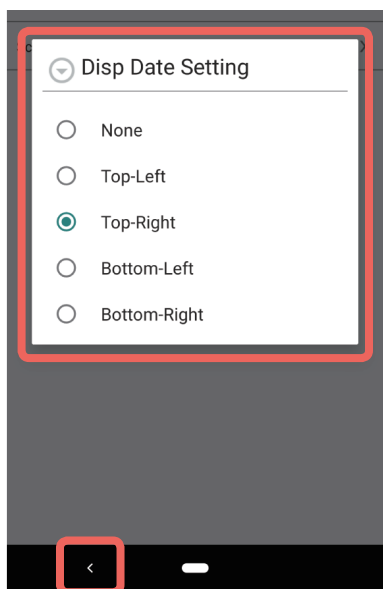 Disp Date Setting
None
Top-Left
Top-Right
Bottom-Left
Bottom-Right